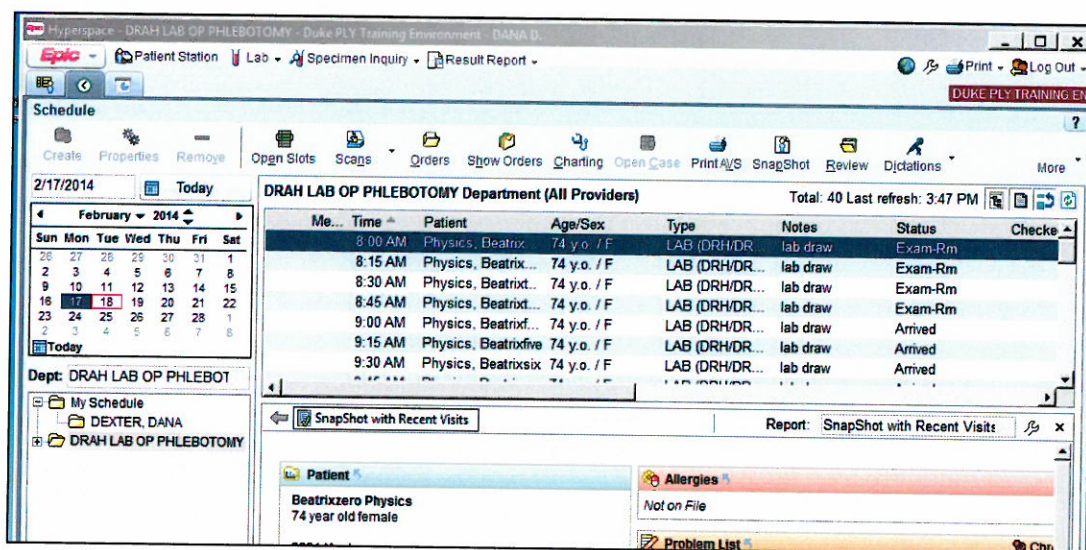 Hyperspace - DRAH LAB OP PHLEBOTOMY - Duke PLY Training Environment - DANA D.
Epic Patient Station Lab Specimen Inquiry Result Report Print Log Out
DUKE PLY TRAINING EN
Schedule ?
Create Properties Remove Open Slots Scans Orders Show Orders Charting Open Case Print AVS SnapShot Review Dictations More
2/17/2014 Today DRAH LAB OP PHLEBOTOMY Department (All Providers) Total: 40 Last refresh: 3:47 PM
February 2014
Me... Time Patient Age/Sex Type Notes Status Checke
Sun Mon Tue Wed Thu Fri Sat
26 27 28 29 30 31 1
2 3 4 5 6 7 8
9 10 11 12 13 14 15
16 17 18 19 20 21 22
23 24 25 26 27 28 1
2 3 4 5 6 7 8
Today
8:00 AM Physics, Beatrix... 74 y.o. / F LAB (DRH/DR... lab draw Exam-Rm
8:15 AM Physics, Beatrix... 74 y.o. / F LAB (DRH/DR... lab draw Exam-Rm
8:30 AM Physics, Beatrixt... 74 y.o. / F LAB (DRH/DR... lab draw Exam-Rm
8:45 AM Physics, Beatrixt... 74 y.o. / F LAB (DRH/DR... lab draw Exam-Rm
9:00 AM Physics, Beatrixf... 74 y.o. / F LAB (DRH/DR... lab draw Arrived
9:15 AM Physics, Beatrixfive 74 y.o. / F LAB (DRH/DR... lab draw Arrived
9:30 AM Physics, Beatrixsix 74 y.o. / F LAB (DRH/DR... lab draw Arrived
Dept: DRAH LAB OP PHLEBOT
My Schedule
DEXTER, DANA
DRAH LAB OP PHLEBOTOMY
SnapShot with Recent Visits Report: SnapShot with Recent Visits
Patient
Beatrixzero Physics
74 year old female
Allergies
Not on File
Problem List